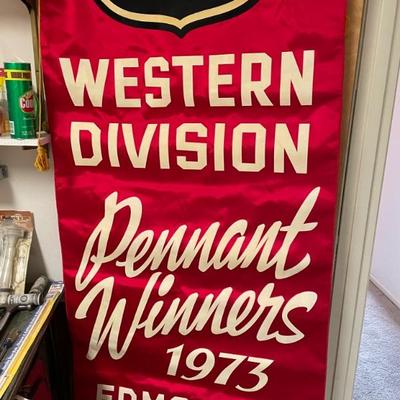 WESTERN
DIVISION
Pennant
Winners
1973